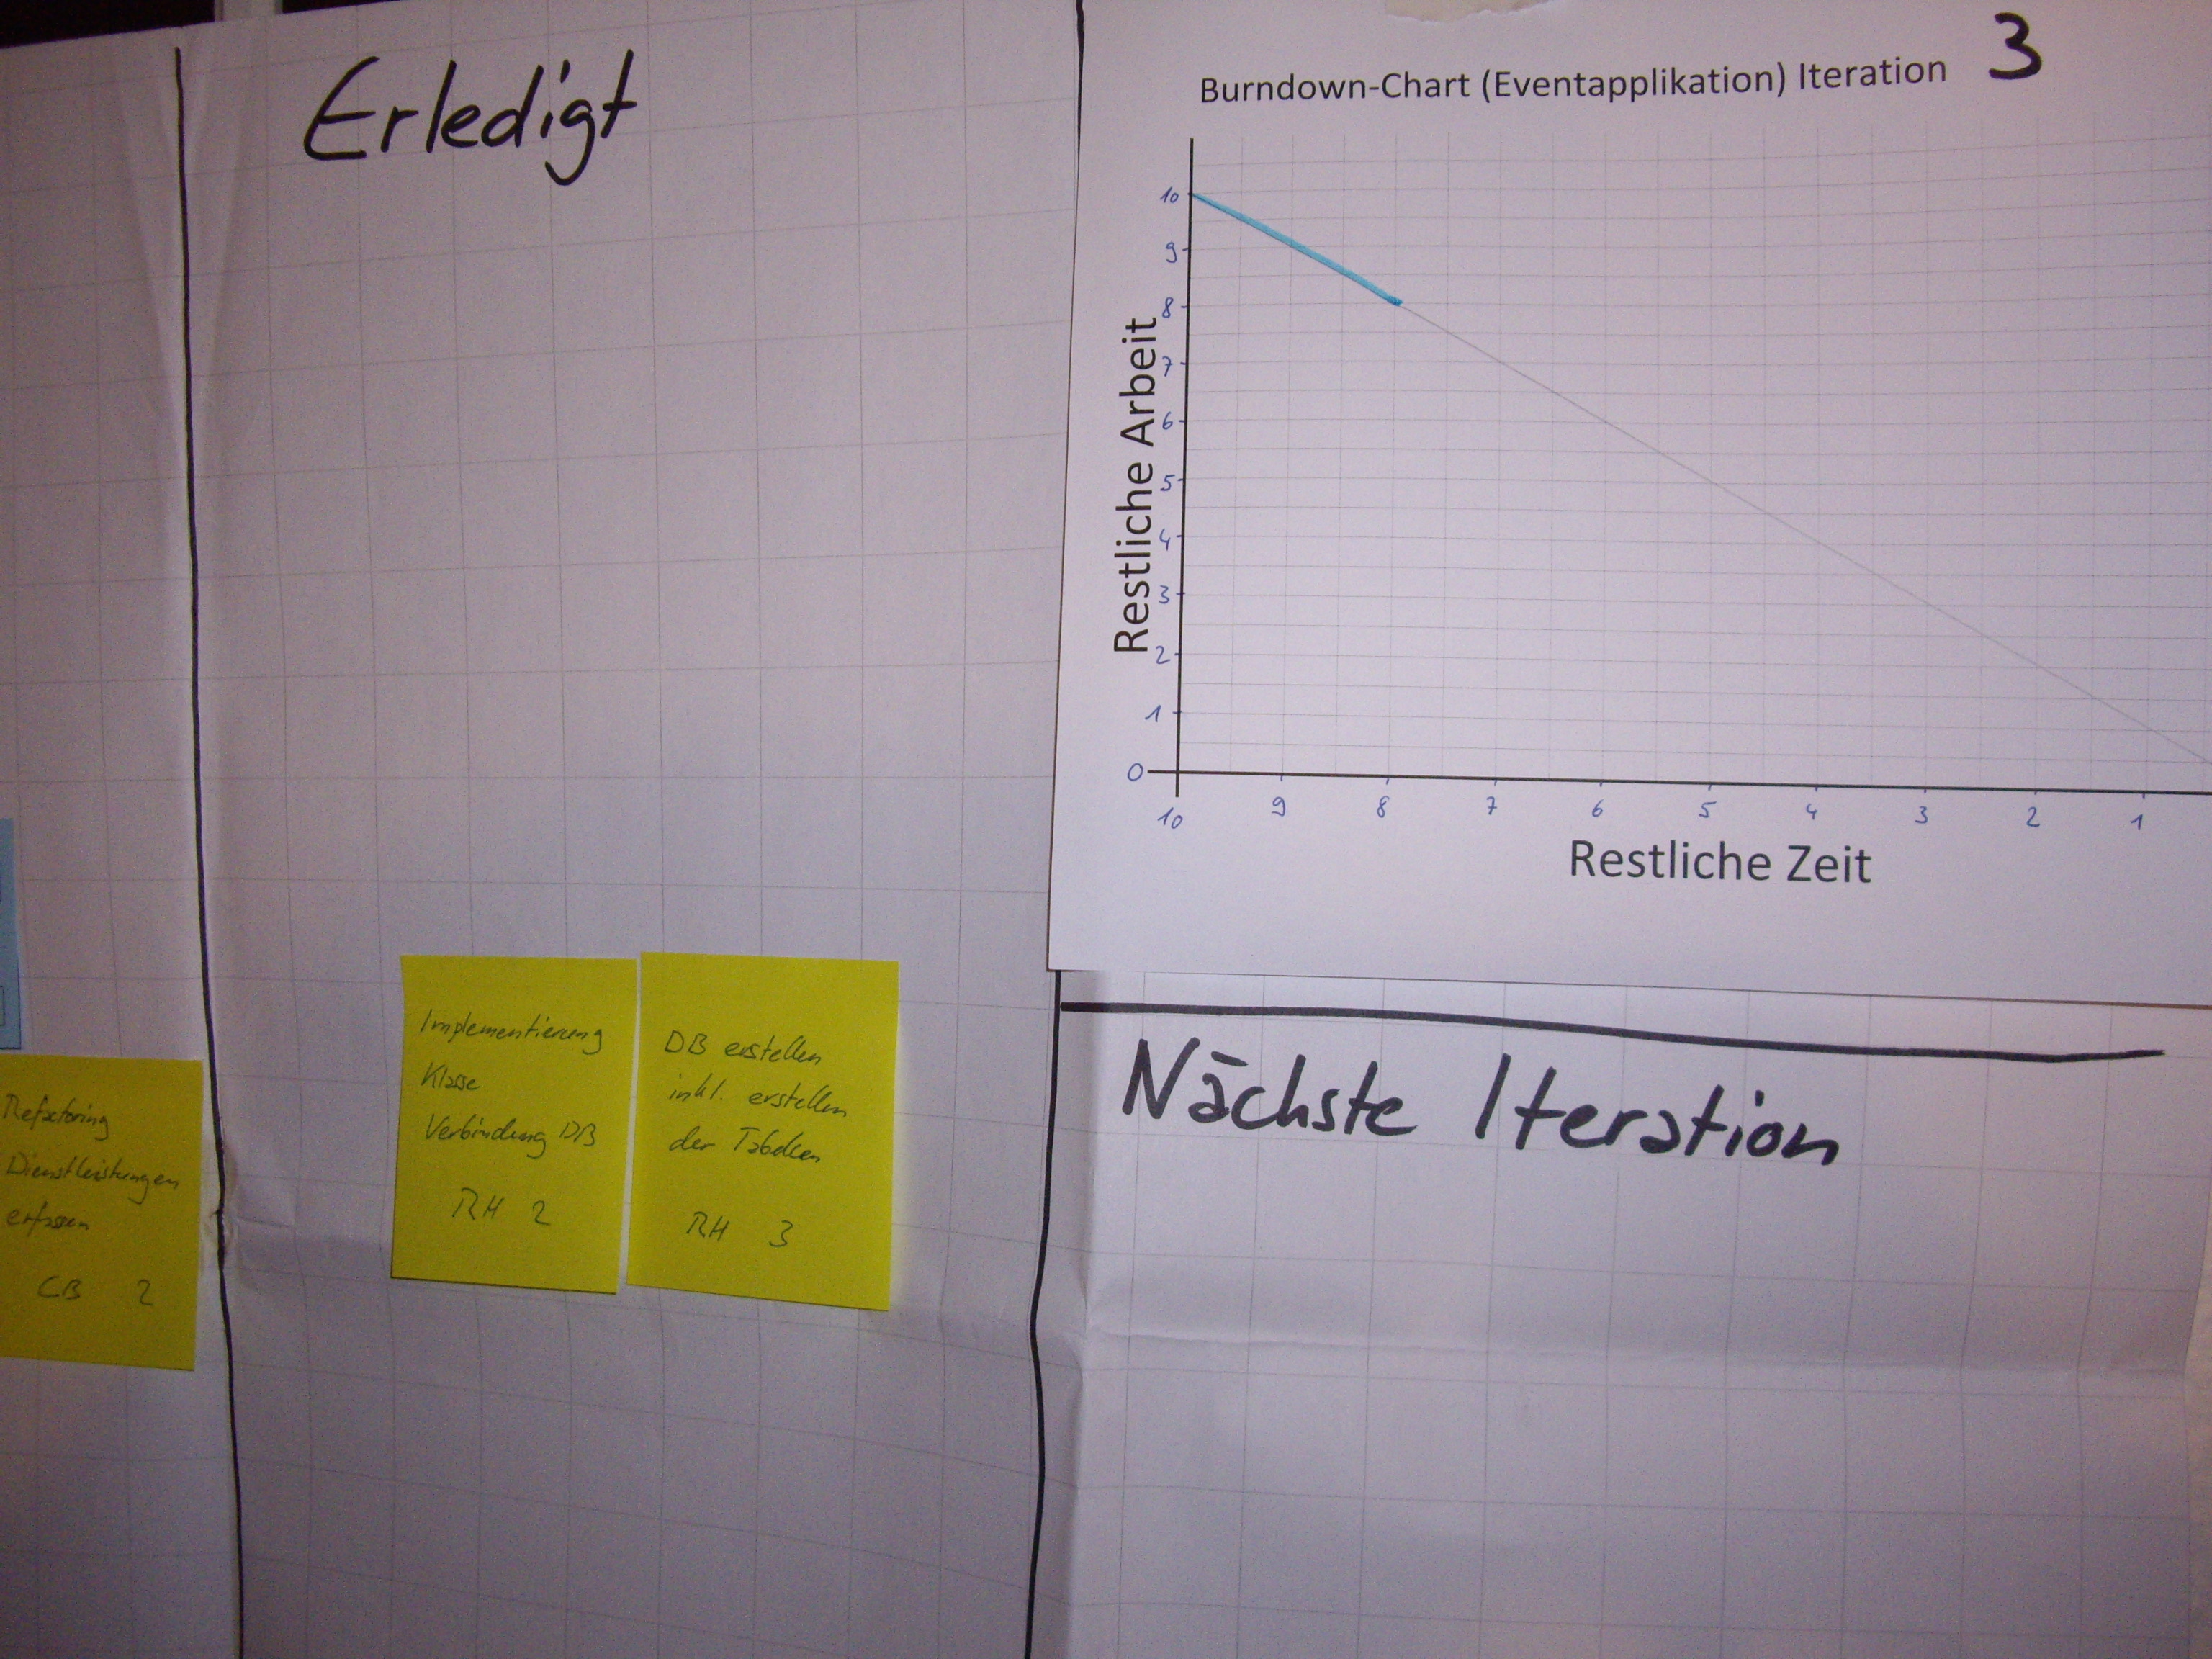 Erledigt
Burndown-Chart (Eventapplikation) Iteration 3
Restliche Arbeit
10
9
8
7
6
5
4
3
2
1
0
10 9 8 7 6 5 4 3 2 1
Restliche Zeit
Refactoring
Dienstleistungen
erfassen
CB 2
Implementierung
Klasse
Verbindung DB
RH 2
DB erstellen
inkl. erstellen
der Tabellen
RH 3
Nächste Iteration